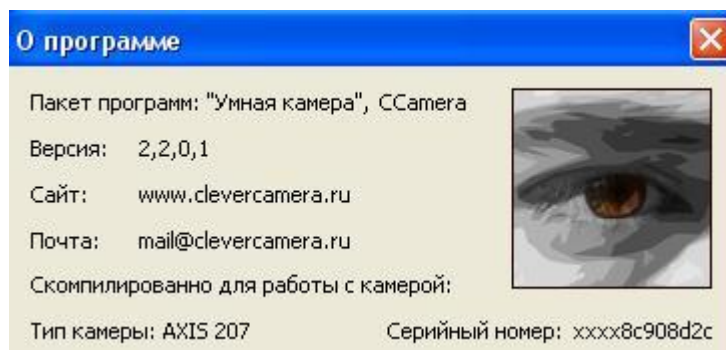 О программе
Пакет программ: "Умная камера", CCamera
Версия: 2,2,0,1
Сайт: www.clevercamera.ru
Почта: mail@clevercamera.ru
Скомпилированно для работы с камерой:
Тип камеры: AXIS 207 Серийный номер: xxxx8c908d2c